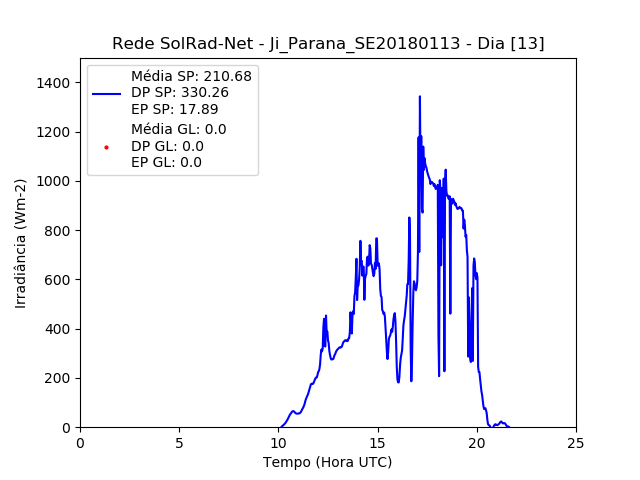 Rede SolRad-Net - Ji_Parana_SE20180113 - Dia [13]
Média SP: 210.68
DP SP: 330.26
EP SP: 17.89
Média GL: 0.0
DP GL: 0.0
EP GL: 0.0
Irradiância (Wm-2)
1400
1200
1000
800
600
400
200
0
0 5 10 15 20 25
Tempo (Hora UTC)